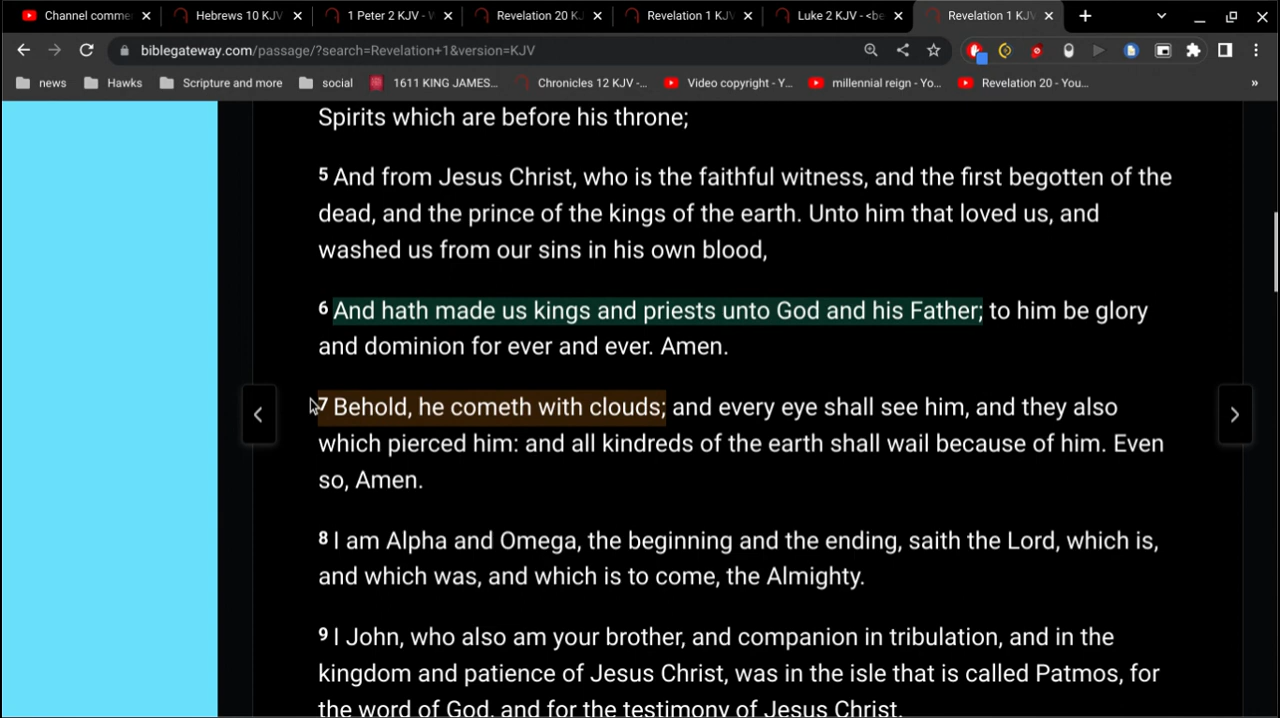 Channel comme
Hebrews 10 KJV
1 Peter 2 KJV - W
Revelation 20 KJ
Revelation 1 KJV
Luke 2 KJV - <be
Revelation 1 KJV
biblegateway.com/passage/?search=Revelation+1&version=KJV
news
Hawks
Scripture and more
social
1611 KING JAMES...
Chronicles 12 KJV -...
Video copyright - Y...
millennial reign - Yo...
Revelation 20 - You...
»
Spirits which are before his throne;
5 And from Jesus Christ, who is the faithful witness, and the first begotten of the
dead, and the prince of the kings of the earth. Unto him that loved us, and
washed us from our sins in his own blood,
6 And hath made us kings and priests unto God and his Father; to him be glory
and dominion for ever and ever. Amen.
7 Behold, he cometh with clouds; and every eye shall see him, and they also
which pierced him: and all kindreds of the earth shall wail because of him. Even
so, Amen.
8 I am Alpha and Omega, the beginning and the ending, saith the Lord, which is,
and which was, and which is to come, the Almighty.
9 I John, who also am your brother, and companion in tribulation, and in the
kingdom and patience of Jesus Christ, was in the isle that is called Patmos, for
the word of God, and for the testimony of Jesus Christ.